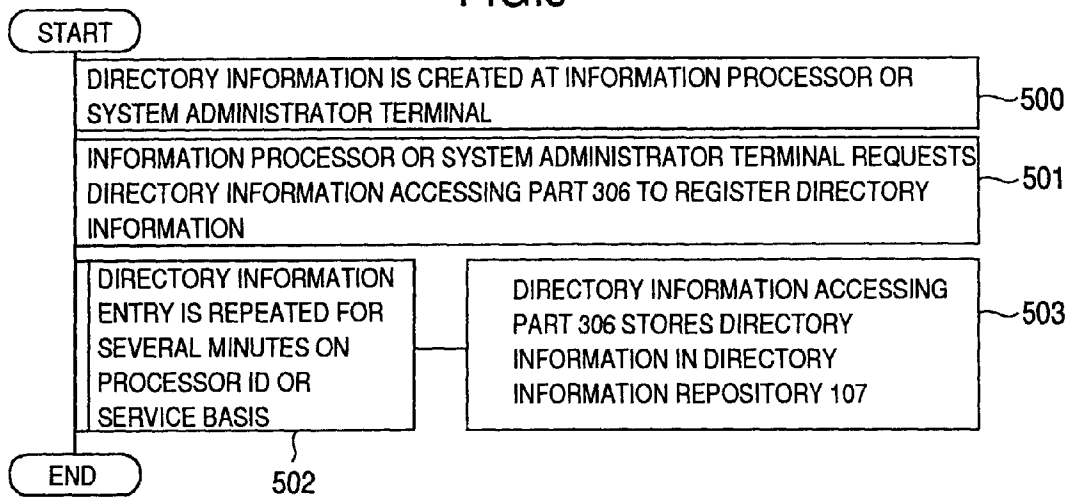 START
DIRECTORY INFORMATION IS CREATED AT INFORMATION PROCESSOR OR
SYSTEM ADMINISTRATOR TERMINAL
500
INFORMATION PROCESSOR OR SYSTEM ADMINISTRATOR TERMINAL REQUESTS
DIRECTORY INFORMATION ACCESSING PART 306 TO REGISTER DIRECTORY
INFORMATION
501
DIRECTORY INFORMATION
ENTRY IS REPEATED FOR
SEVERAL MINUTES ON
PROCESSOR ID OR
SERVICE BASIS
502
DIRECTORY INFORMATION ACCESSING
PART 306 STORES DIRECTORY
INFORMATION IN DIRECTORY
INFORMATION REPOSITORY 107
503
END